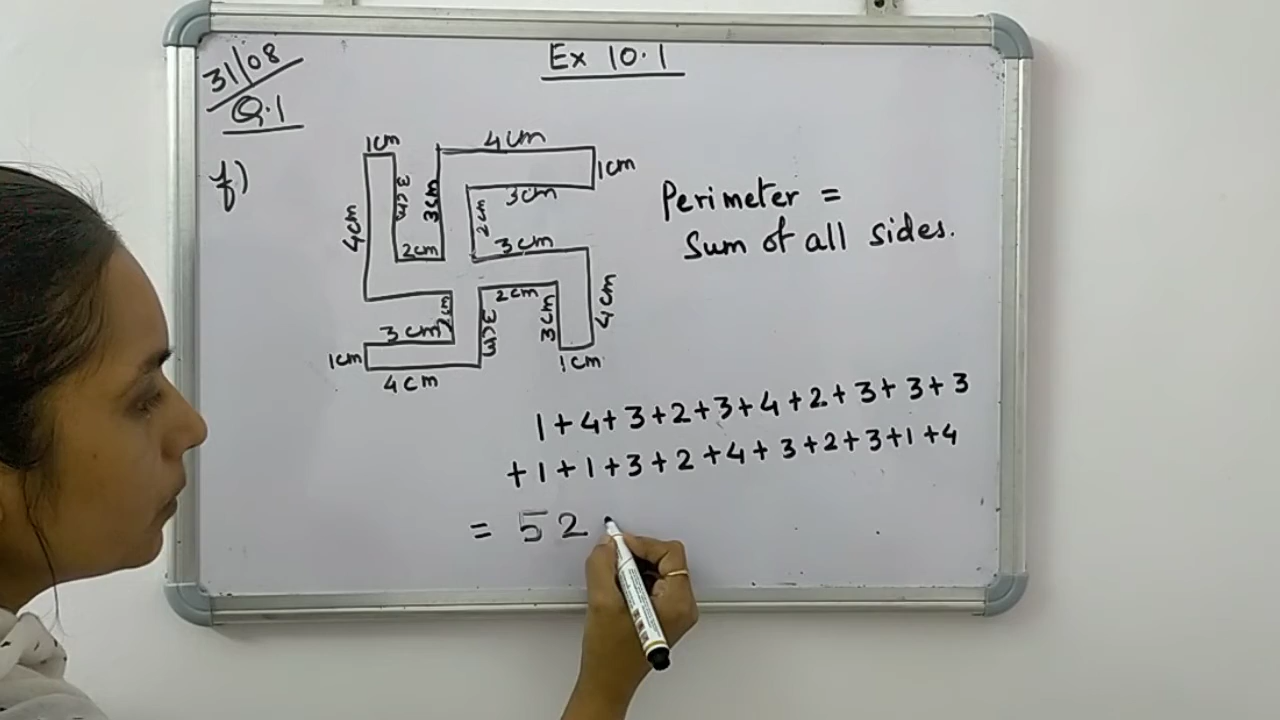 31/08
Ex 10.1
Q.1
f)
1cm
4cm
1cm
3cm
3cm
3cm
2cm
4cm
2cm
3cm
Perimeter =
Sum of all sides.
2cm
3cm
2cm
3cm
3cm
4cm
1cm
4cm
1cm
1+4+3+2+3+4+2+3+3+3
+1+1+3+2+4+3+2+3+1+4
= 52